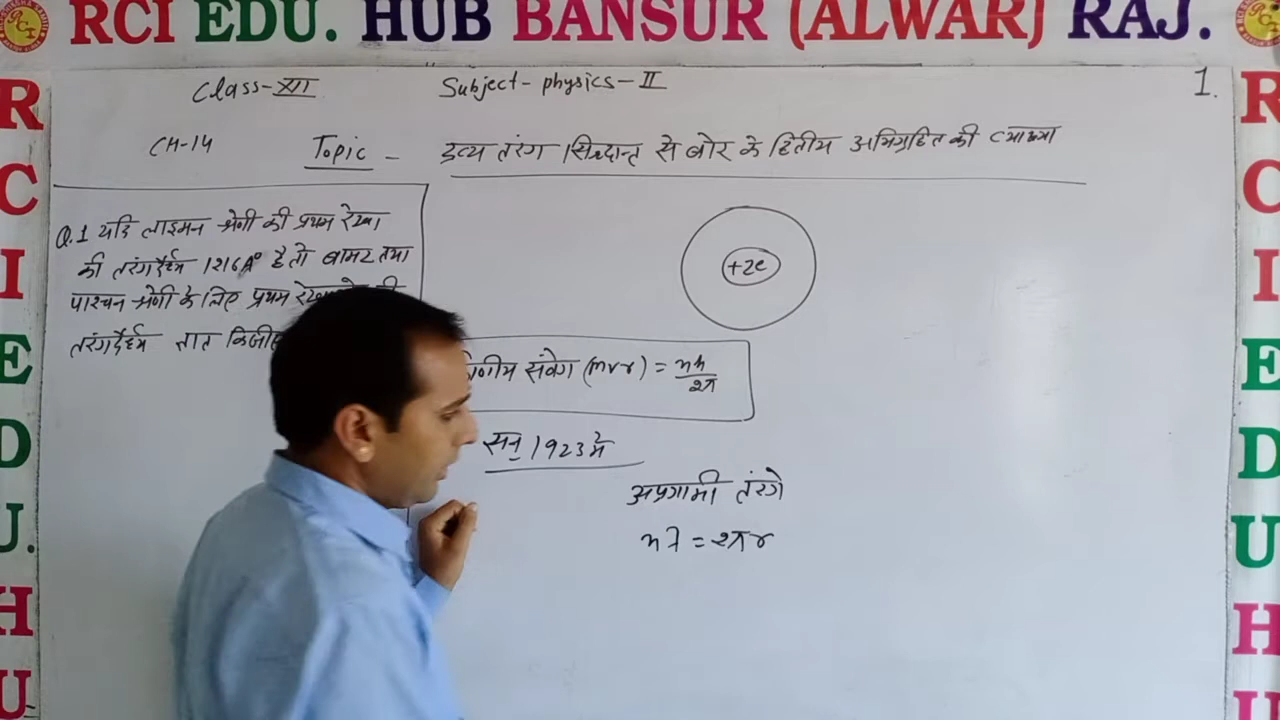 RCI EDU. HUB BANSUR (ALWAR) RAJ.
Class-XII
Subject- physics-II
1.
CH-14
Topic -
द्रव्य तरंग सिद्धान्त से बोर के द्वितीय अभिग्रहित की व्याख्या
Q.1 यदि लाइमन श्रेणी की प्रथम रेखा
की तरंगदैर्ध्य 1216A° है तो बामर तथा
पाश्चन श्रेणी के लिए प्रथम
तरंगदैर्ध्य ज्ञात
+ze
संवेग (mvr) = nh/2π
सन् 1923 मे
अप्रगामी तंरगे
nλ = 2πr
R
C
I
E
D
U.
H
U
R
C
I
E
D
U.
H
U